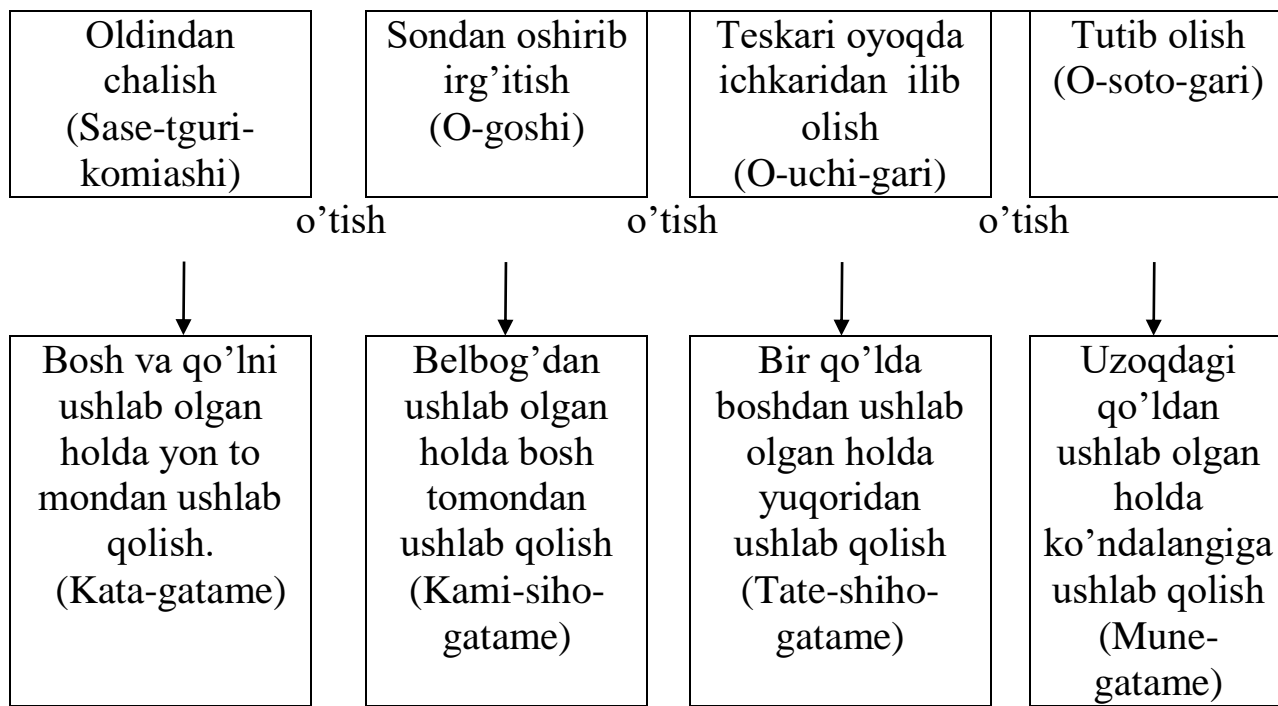 Oldindan
chalish
(Sase-tguri-
komiashi)
Sondan oshirib
irg’itish
(O-goshi)
Teskari oyoqda
ichkaridan ilib
olish
(O-uchi-gari)
Tutib olish
(O-soto-gari)
o’tish
o’tish
o’tish
Bosh va qo’lni
ushlab olgan
holda yon to
mondan ushlab
qolish.
(Kata-gatame)
Belbog’dan
ushlab olgan
holda bosh
tomondan
ushlab qolish
(Kami-siho-
gatame)
Bir qo’lda
boshdan ushlab
olgan holda
yuqoridan
ushlab qolish
(Tate-shiho-
gatame)
Uzoqdagi
qo’ldan
ushlab olgan
holda
ko’ndalangiga
ushlab qolish
(Mune-
gatame)